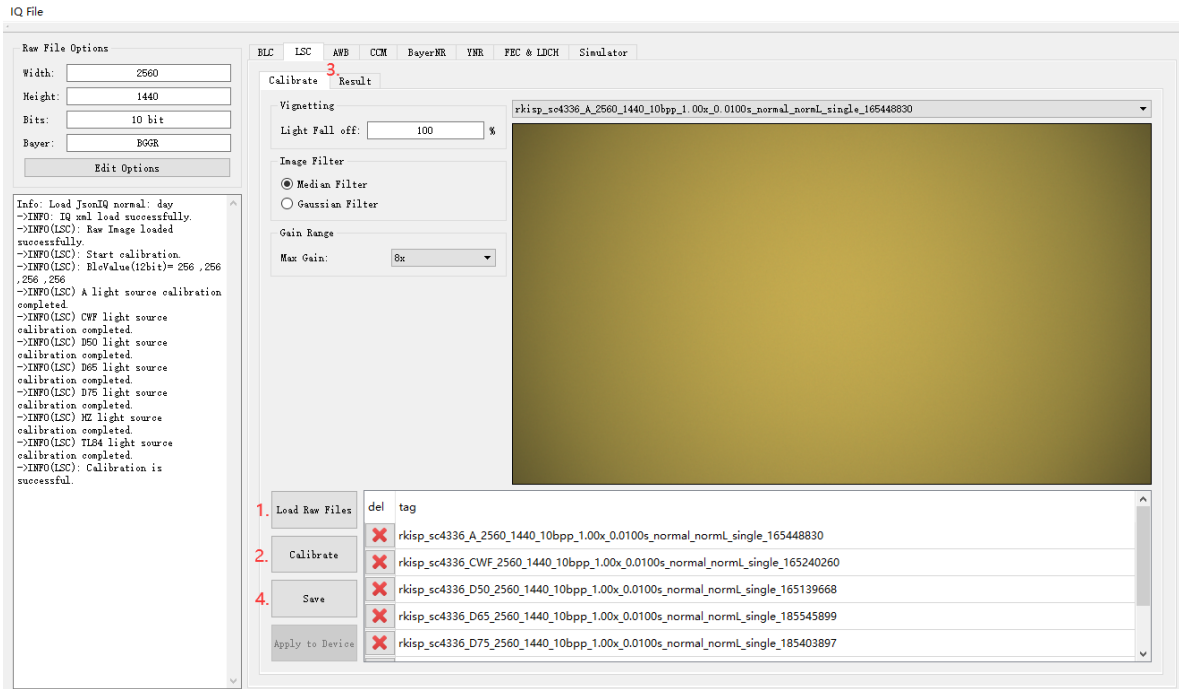 IQ File
Raw File Options
Width: 2560
Height: 1440
Bits: 10 bit
Bayer: BGGR
Edit Options
Info: Load JsonIQ normal: day
->INFO: IQ xml load successfully.
->INFO(LSC): Raw Image loaded
successfully.
->INFO(LSC): Start calibration.
->INFO(LSC): BlcValue(12bit)= 256 ,256
,256 ,256
->INFO(LSC) A light source calibration
completed.
->INFO(LSC) CWF light source
calibration completed.
->INFO(LSC) D50 light source
calibration completed.
->INFO(LSC) D65 light source
calibration completed.
->INFO(LSC) D75 light source
calibration completed.
->INFO(LSC) HZ light source
calibration completed.
->INFO(LSC) TL84 light source
calibration completed.
->INFO(LSC): Calibration is
successful.
BLC LSC AWB CCM BayerNR YNR FEC & LDCH Simulator
3.
Calibrate Result
Vignetting
Light Fall off: 100 %
Image Filter
Median Filter
Gaussian Filter
Gain Range
Max Gain: 8x
rkisp_sc4336_A_2560_1440_10bpp_1.00x_0.0100s_normal_normL_single_165448830
1. Load Raw Files
2. Calibrate
4. Save
Apply to Device
del tag
rkisp_sc4336_A_2560_1440_10bpp_1.00x_0.0100s_normal_normL_single_165448830
rkisp_sc4336_CWF_2560_1440_10bpp_1.00x_0.0100s_normal_normL_single_165240260
rkisp_sc4336_D50_2560_1440_10bpp_1.00x_0.0100s_normal_normL_single_165139668
rkisp_sc4336_D65_2560_1440_10bpp_1.00x_0.0100s_normal_normL_single_185545899
rkisp_sc4336_D75_2560_1440_10bpp_1.00x_0.0100s_normal_normL_single_185403897